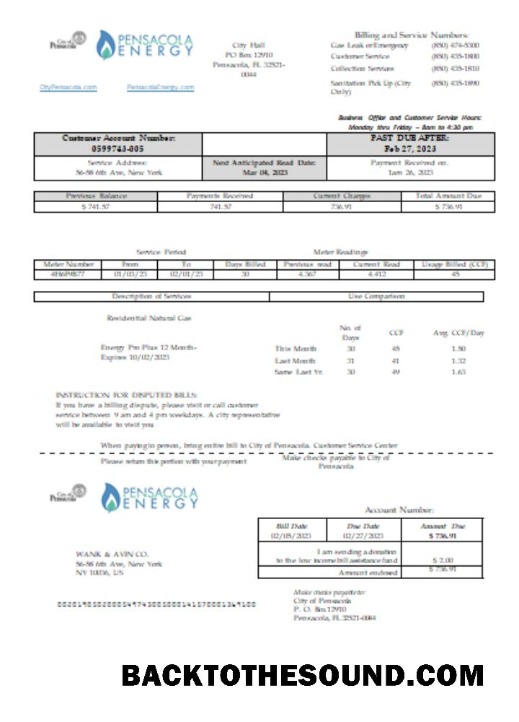 City of
Pensacola
PENSACOLA
ENERGY
CityPensacola.com PensacolaEnergy.com
City Hall
PO Box 12910
Pensacola, FL 32521-
0044
Billing and Service Numbers:
Gas Leak or Emergency (850) 474-5300
Customer Service (850) 435-1800
Collection Services (850) 435-1810
Sanitation Pick Up (City (850) 435-1890
Only)
Business Office and Customer Service Hours:
Monday thru Friday – 8am to 4:30 pm
Customer Account Number: PAST DUE AFTER:
0599743-005 Feb 27, 2023
Service Address: Next Anticipated Read Date: Payment Received on.
56-58 6th Ave, New York Mar 04, 2023 Jan 26, 2023
Previous Balance Payments Received Current Charges Total Amount Due
$ 741.57 741.57 736.91 $ 736.91
Service Period Meter Readings
Meter Number From To Days Billed Previous read Current Read Usage Billed (CCF)
01/03/23 02/01/23 30 4.367 4.412 45
Description of Services Use Comparison
Residential Natural Gas
No. of
Days CCF Avg. CCF/Day
Energy Pro Plus 12 Month-
Expires 10/02/2023
This Month 30 45 1.50
Last Month 31 41 1.32
Same Last Yr. 30 49 1.63
INSTRUCTION FOR DISPUTED BILLS:
If you have a billing dispute, please visit or call customer
service between 9 am and 4 pm weekdays. A city representative
will be available to visit you
When paying in person, bring entire bill to City of Pensacola. Customer Service Center
Please return this portion with your payment Make checks payable to City of
Pensacola
City of
Pensacola
PENSACOLA
ENERGY
Account Number:
Bill Date Due Date Amount Due
02/05/2023 02/27/2023 $ 736.91
I am sending a donation
to the low income bill assistance fund $ 2.00
Amount enclosed $ 736.91
WANK & AVIN CO.
56-58 6th Ave, New York
NY 10036, US
Make checks payable to:
City of Pensacola
P. O. Box 12910
Pensacola, FL 32521-0044
BACKTOTHESOUND.COM